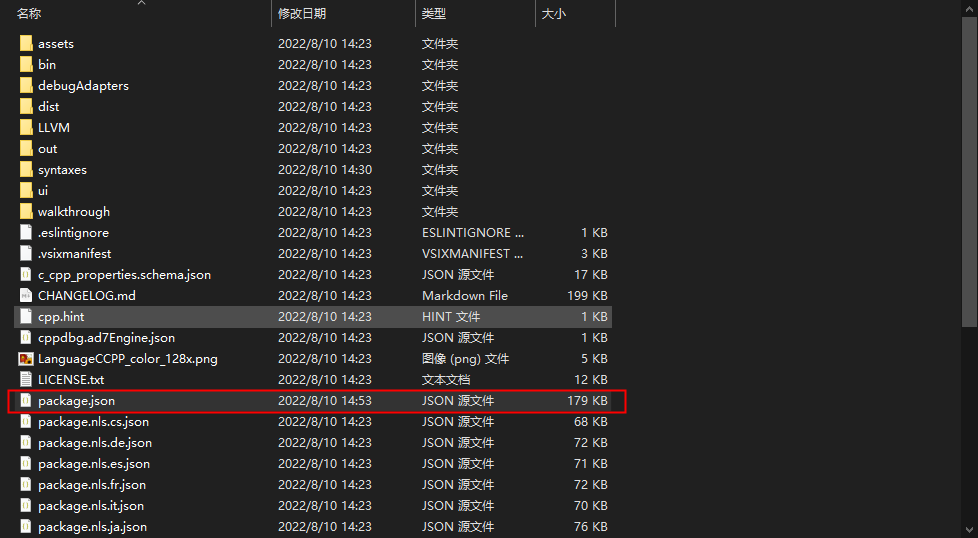 名称 修改日期 类型 大小
assets 2022/8/10 14:23 文件夹
bin 2022/8/10 14:23 文件夹
debugAdapters 2022/8/10 14:23 文件夹
dist 2022/8/10 14:23 文件夹
LLVM 2022/8/10 14:23 文件夹
out 2022/8/10 14:23 文件夹
syntaxes 2022/8/10 14:30 文件夹
ui 2022/8/10 14:23 文件夹
walkthrough 2022/8/10 14:23 文件夹
.eslintignore 2022/8/10 14:23 ESLINTIGNORE ... 1 KB
.vsixmanifest 2022/8/10 14:23 VSIXMANIFEST ... 3 KB
c_cpp_properties.schema.json 2022/8/10 14:23 JSON 源文件 17 KB
CHANGELOG.md 2022/8/10 14:23 Markdown File 199 KB
cpp.hint 2022/8/10 14:23 HINT 文件 1 KB
cppdbg.ad7Engine.json 2022/8/10 14:23 JSON 源文件 1 KB
LanguageCCPP_color_128x.png 2022/8/10 14:23 图像 (png) 文件 5 KB
LICENSE.txt 2022/8/10 14:23 文本文档 12 KB
package.json 2022/8/10 14:53 JSON 源文件 179 KB
package.nls.cs.json 2022/8/10 14:23 JSON 源文件 68 KB
package.nls.de.json 2022/8/10 14:23 JSON 源文件 72 KB
package.nls.es.json 2022/8/10 14:23 JSON 源文件 71 KB
package.nls.fr.json 2022/8/10 14:23 JSON 源文件 72 KB
package.nls.it.json 2022/8/10 14:23 JSON 源文件 70 KB
package.nls.ja.json 2022/8/10 14:23 JSON 源文件 76 KB